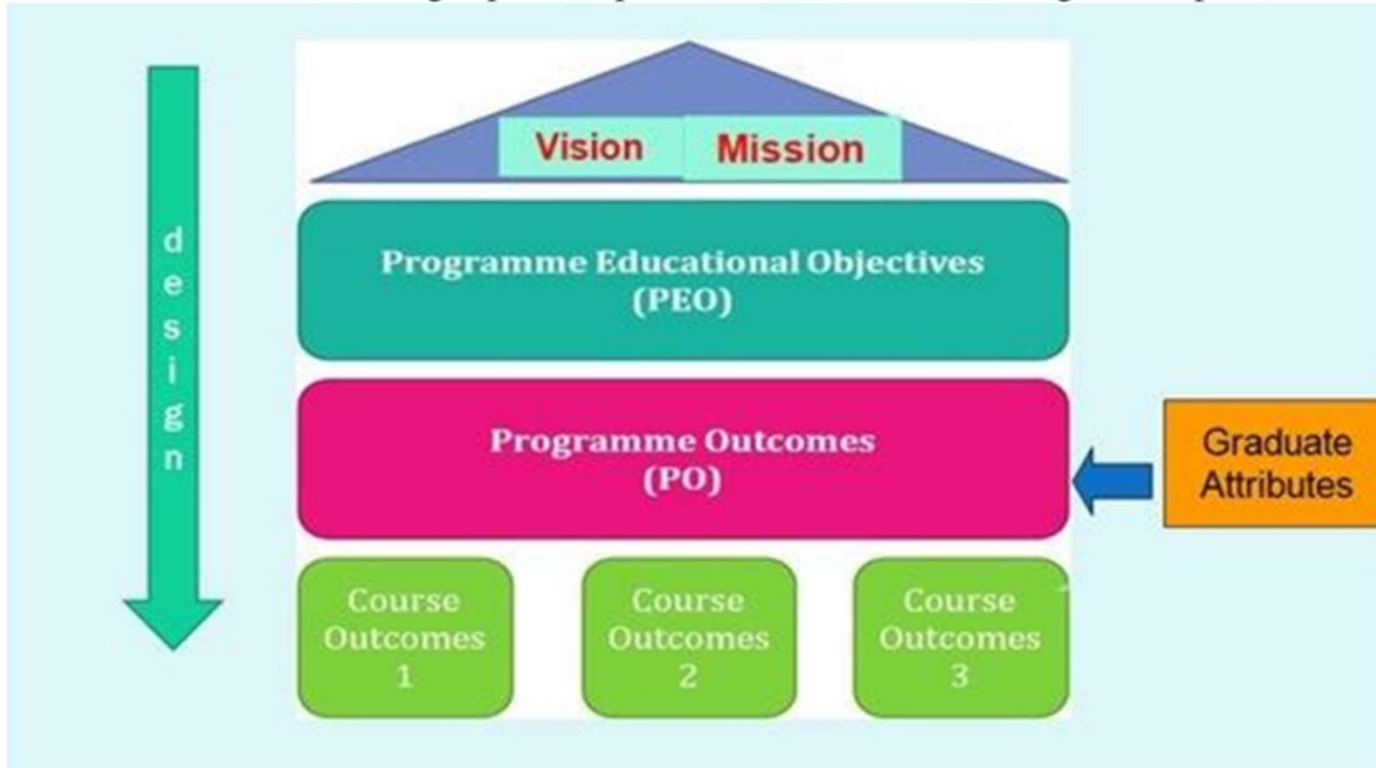 Vision Mission
Programme Educational Objectives
(PEO)
Programme Outcomes
(PO)
Graduate
Attributes
Course
Outcomes
1
Course
Outcomes
2
Course
Outcomes
3
design